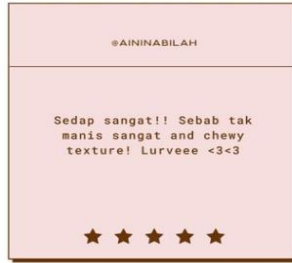 @AININABILAH
Sedap sangat!! Sebab tak
manis sangat and chewy
texture! Lurveee <3<3